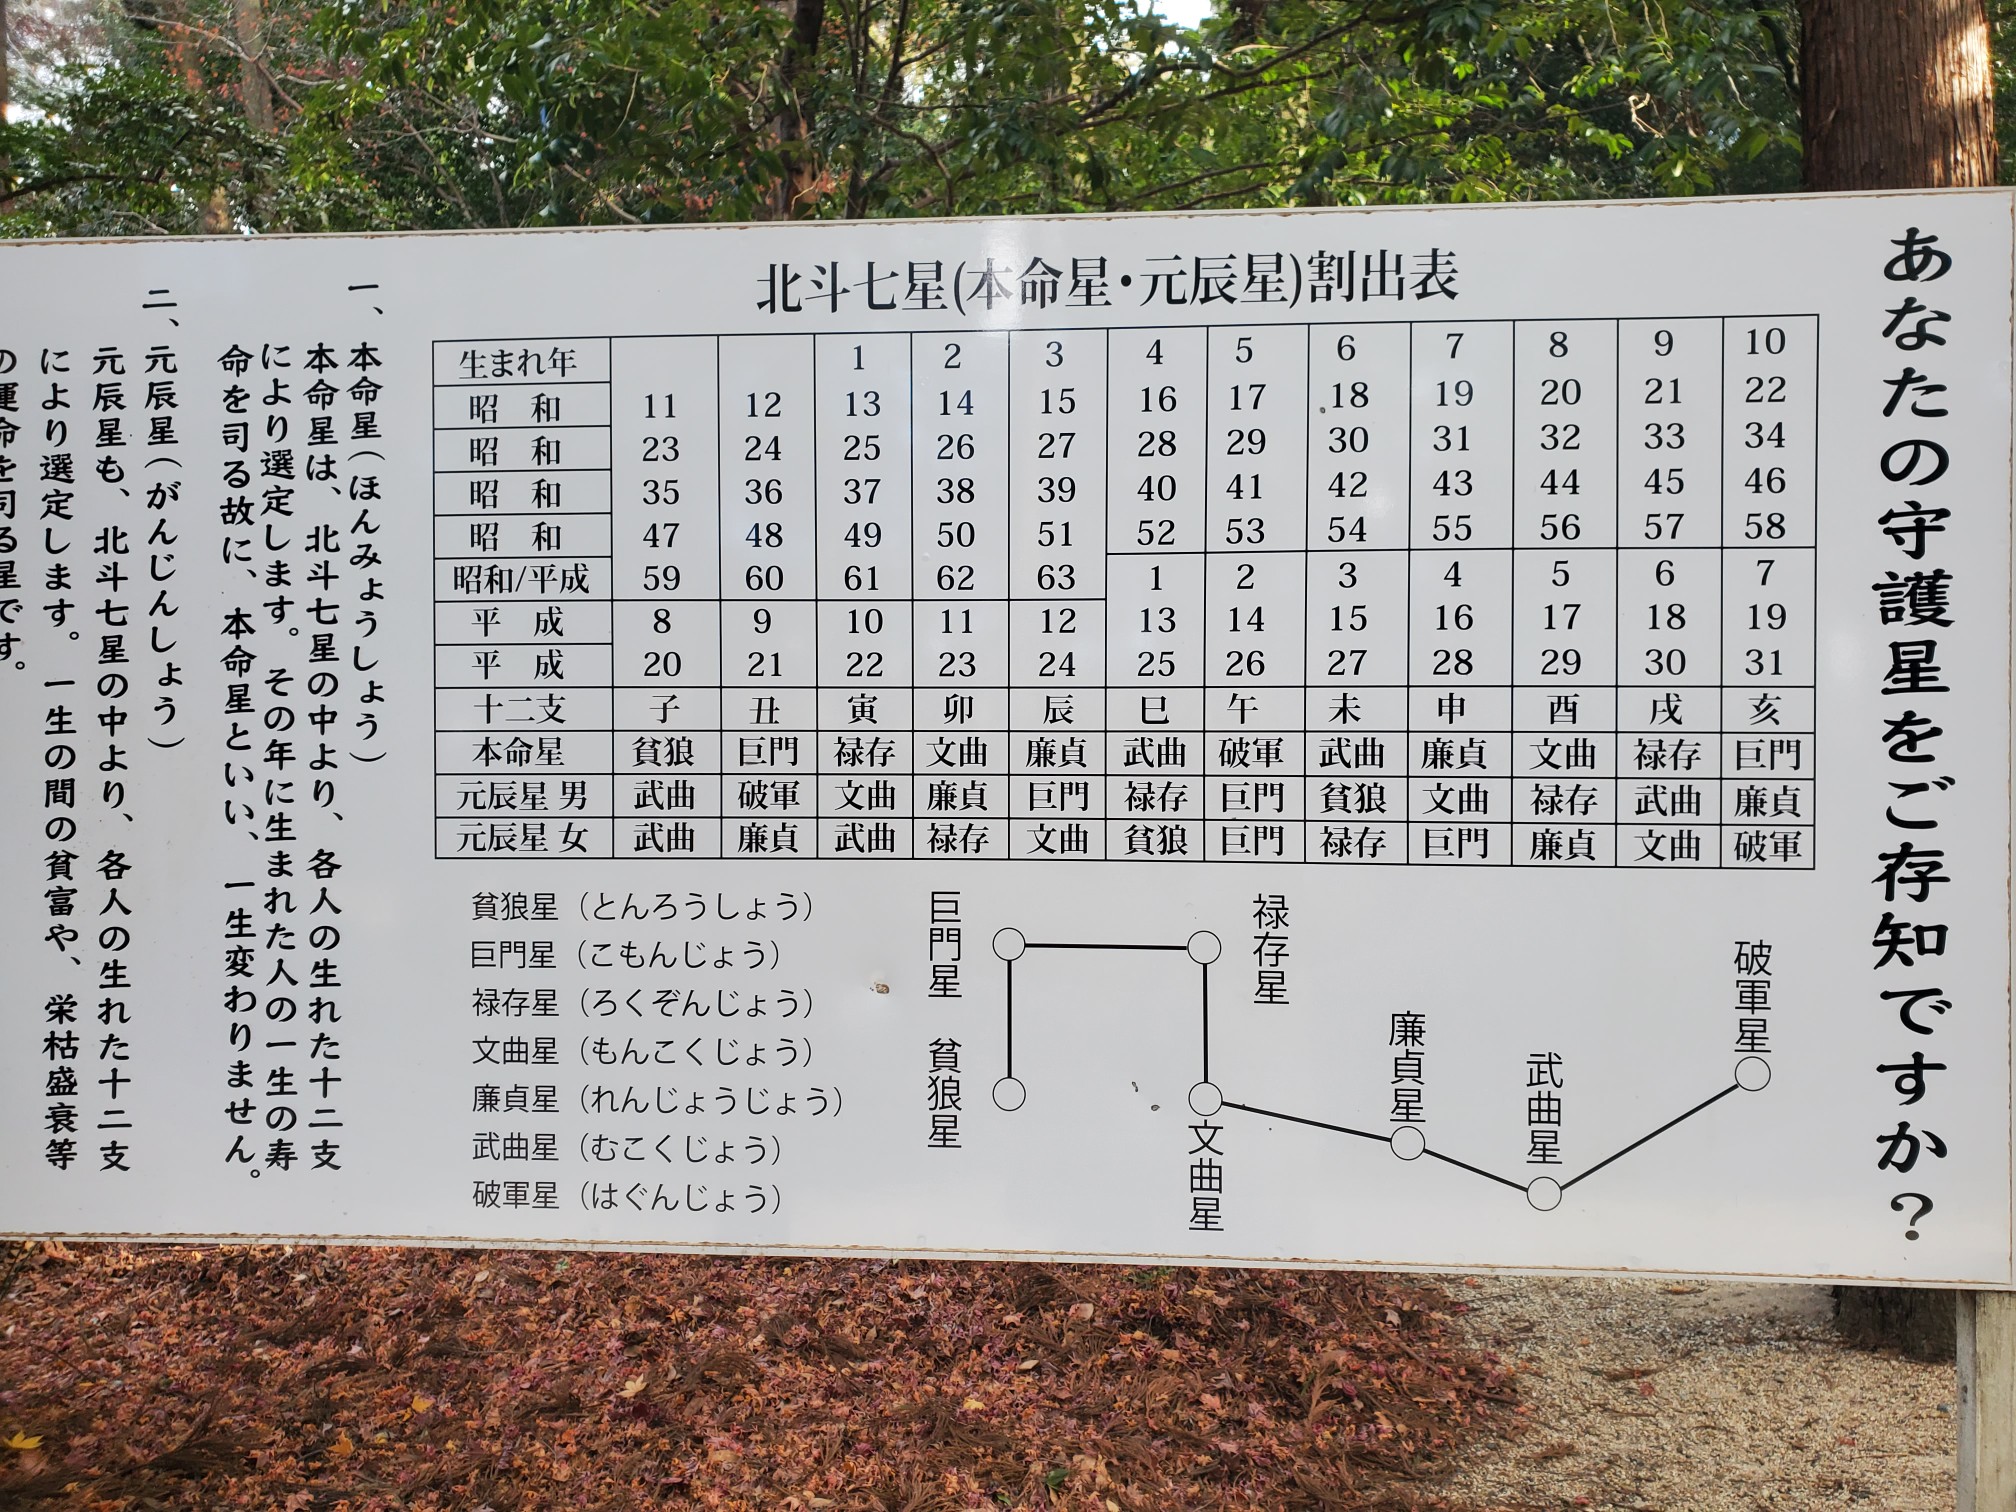 あなたの守護星をご存知ですか？
北斗七星(本命星・元辰星)割出表
生まれ年 1 2 3 4 5 6 7 8 9 10
昭和 11 12 13 14 15 16 17 18 19 20 21 22
昭和 23 24 25 26 27 28 29 30 31 32 33 34
昭和 35 36 37 38 39 40 41 42 43 44 45 46
昭和 47 48 49 50 51 52 53 54 55 56 57 58
昭和/平成 59 60 61 62 63 1 2 3 4 5 6 7
平成 8 9 10 11 12 13 14 15 16 17 18 19
平成 20 21 22 23 24 25 26 27 28 29 30 31
十二支 子 丑 寅 卯 辰 巳 午 未 申 酉 戌 亥
本命星 貧狼 巨門 禄存 文曲 廉貞 武曲 破軍 武曲 廉貞 文曲 禄存 巨門
元辰星 男 武曲 破軍 文曲 廉貞 巨門 禄存 巨門 貧狼 文曲 禄存 武曲 廉貞
元辰星 女 武曲 廉貞 武曲 禄存 文曲 貧狼 巨門 禄存 巨門 廉貞 文曲 破軍
貧狼星（とんろうしょう）
巨門星（こもんじょう）
禄存星（ろくぞんじょう）
文曲星（もんこくじょう）
廉貞星（れんじょうじょう）
武曲星（むこくじょう）
破軍星（はぐんじょう）
巨門星
貧狼星
禄存星
文曲星
廉貞星
武曲星
破軍星
一、本命星（ほんみょうしょう）
本命星は、北斗七星の中より、各人の生れた十二支
により選定します。その年に生まれた人の一生の寿
命を司る故に、本命星といい、一生変わりません。
二、元辰星（がんじんしょう）
元辰星も、北斗七星の中より、各人の生れた十二支
により選定します。一生の間の貧富や、栄枯盛衰等
の運命を司る星です。